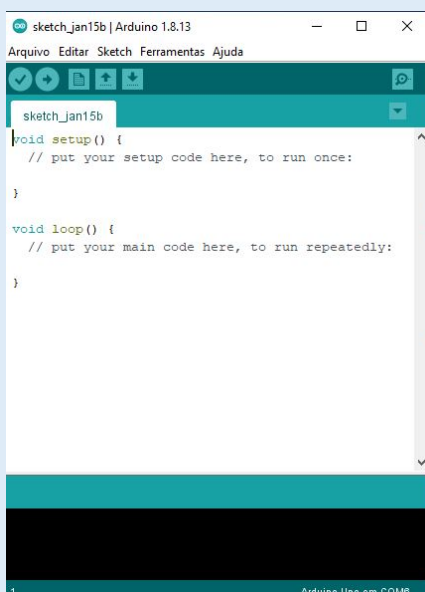 sketch_jan15b | Arduino 1.8.13
Arquivo Editar Sketch Ferramentas Ajuda
sketch_jan15b
void setup() {
  // put your setup code here, to run once:
}
void loop() {
  // put your main code here, to run repeatedly:
}
1 Arduino Uno em COM6